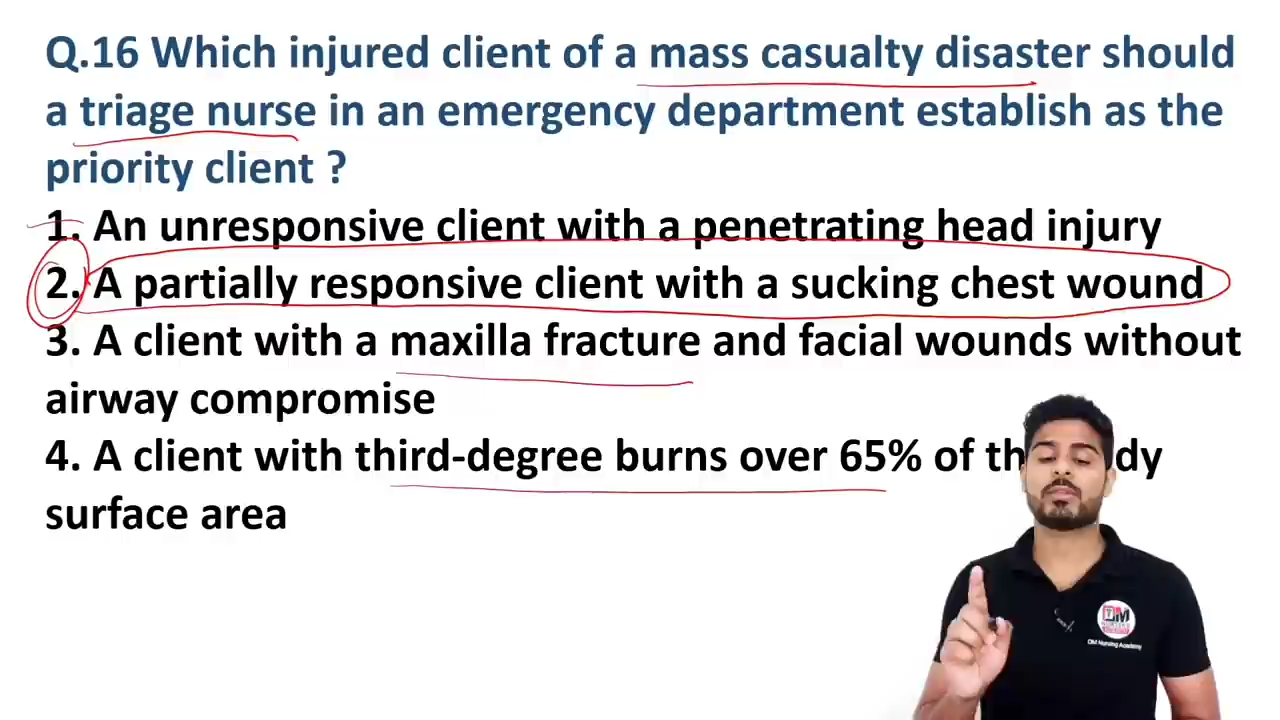 Q.16 Which injured client of a mass casualty disaster should
a triage nurse in an emergency department establish as the
priority client ?
1. An unresponsive client with a penetrating head injury
2. A partially responsive client with a sucking chest wound
3. A client with a maxilla fracture and facial wounds without
airway compromise
4. A client with third-degree burns over 65% of
surface area
OM Nursing Academy